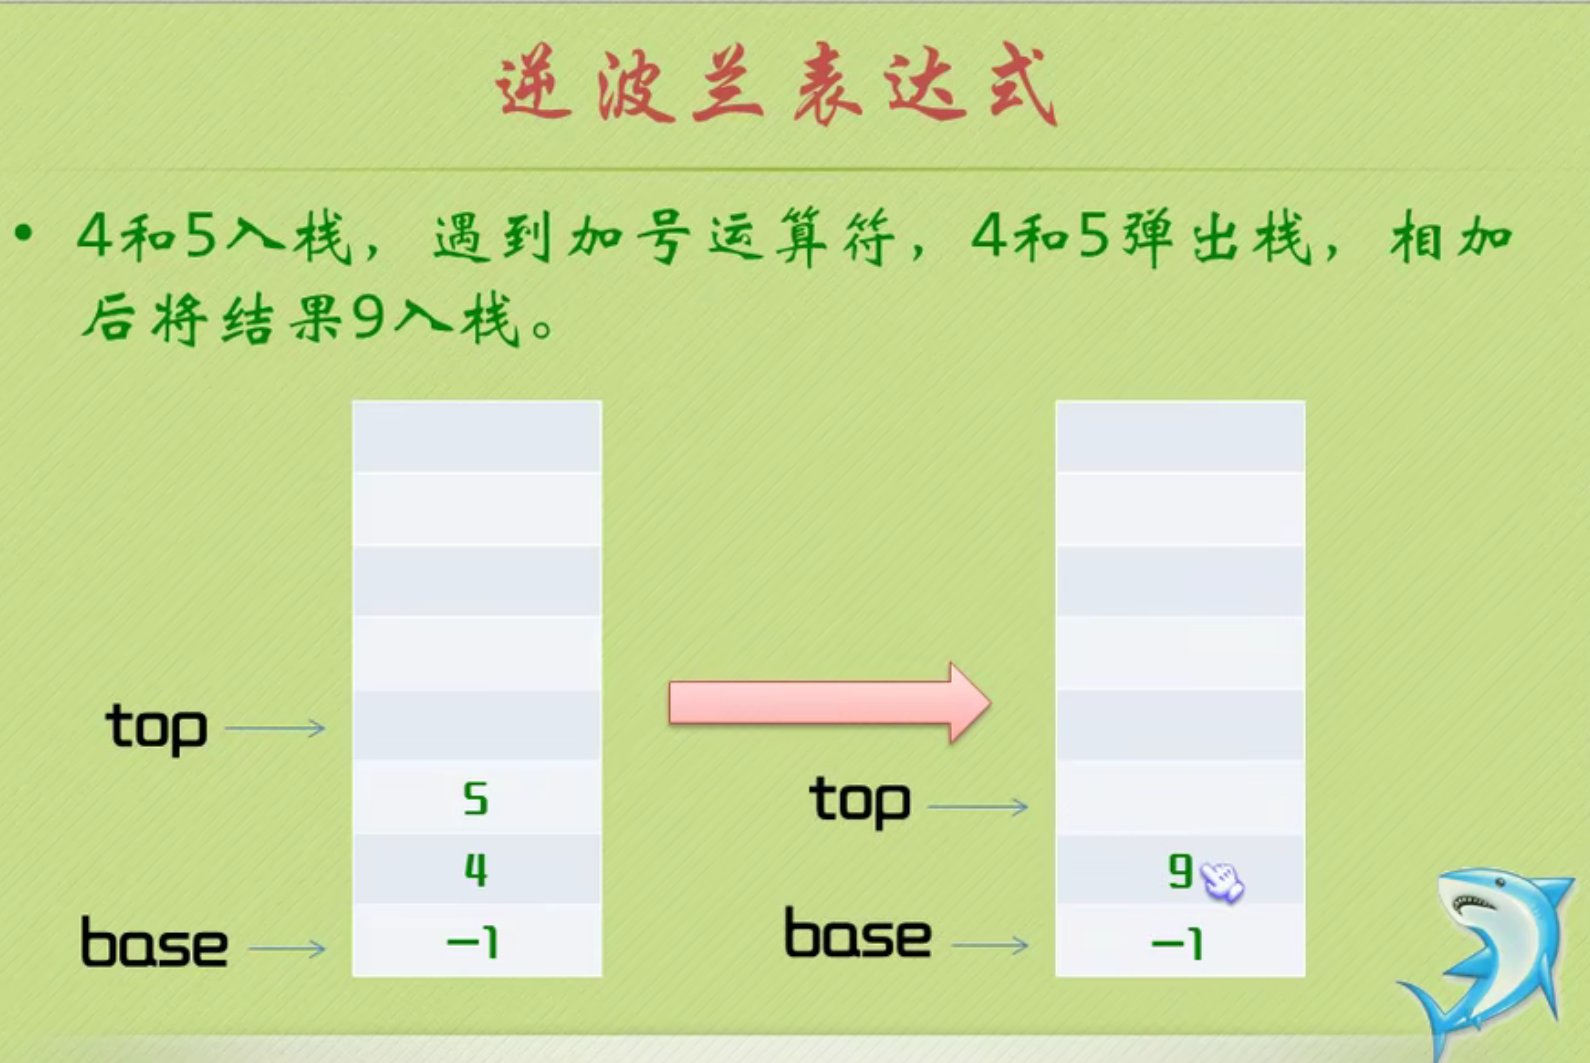 逆波兰表达式
• 4和5入栈，遇到加号运算符，4和5弹出栈，相加
后将结果9入栈。
top
5
top
4
9
base
-1
base
-1